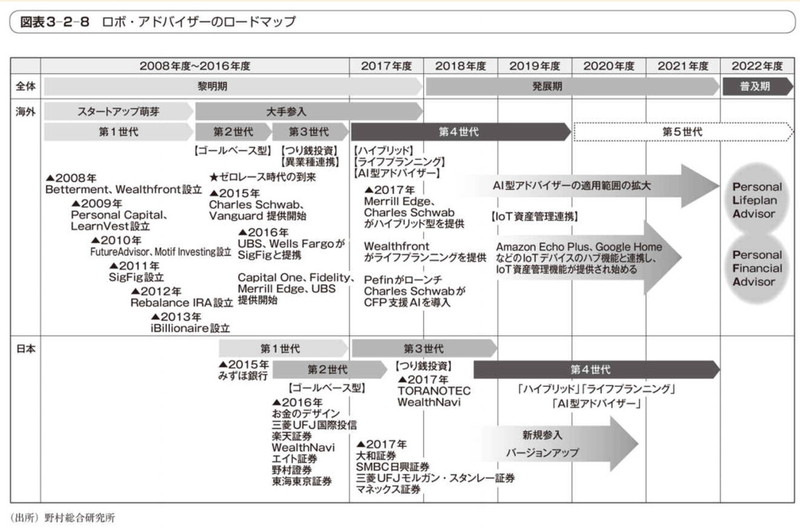 図表3-2-8 ロボ・アドバイザーのロードマップ
2008年度〜2016年度
2017年度
2018年度
2019年度
2020年度
2021年度
2022年度
全体
黎明期
発展期
普及期
海外
スタートアップ萌芽
大手参入
第1世代
第2世代
第3世代
第4世代
第5世代
【ゴールベース型】
【つり銭投資】
【異業種連携】
【ハイブリッド】
【ライフプランニング】
【AI型アドバイザー】
▲2008年
Betterment、Wealthfront設立
▲2009年
Personal Capital、
LearnVest設立
▲2010年
FutureAdvisor、Motif Investing設立
▲2011年
SigFig設立
▲2012年
Rebalance IRA設立
▲2013年
iBillionaire設立
★ゼロレース時代の到来
▲2015年
Charles Schwab、
Vanguard 提供開始
▲2016年
UBS、Wells Fargoが
SigFigと提携
Capital One、Fidelity、
Merrill Edge、UBS
提供開始
▲2017年
Merrill Edge、
Charles Schwab
がハイブリッド型を提供
Wealthfront
がライフプランニングを提供
Pefinがローンチ
Charles Schwabが
CFP支援AIを導入
AI型アドバイザーの適用範囲の拡大
【IoT資産管理連携】
Amazon Echo Plus、Google Home
などのIoTデバイスのハブ機能と連携し、
IoT資産管理機能が提供され始める
Personal
Lifeplan
Advisor
Personal
Financial
Advisor
日本
第1世代
第2世代
第3世代
第4世代
▲2015年
みずほ銀行
【ゴールベース型】
▲2016年
お金のデザイン
三菱UFJ国際投信
楽天証券
WealthNavi
エイト証券
野村證券
東海東京証券
【つり銭投資】
▲2017年
TORANOTEC
WealthNavi
▲2017年
大和証券
SMBC日興証券
三菱UFJモルガン・スタンレー証券
マネックス証券
「ハイブリッド」「ライフプランニング」
「AI型アドバイザー」
新規参入
バージョンアップ
(出所) 野村総合研究所